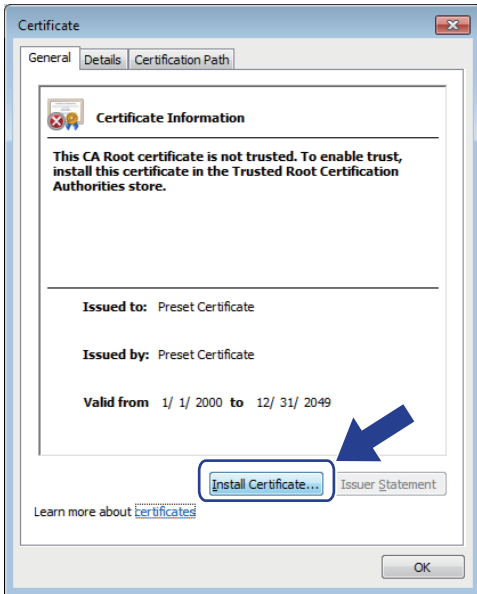 Certificate
General Details Certification Path
Certificate Information
This CA Root certificate is not trusted. To enable trust,
install this certificate in the Trusted Root Certification
Authorities store.
Issued to: Preset Certificate
Issued by: Preset Certificate
Valid from 1/ 1/ 2000 to 12/ 31/ 2049
Install Certificate... Issuer Statement
Learn more about certificates
OK